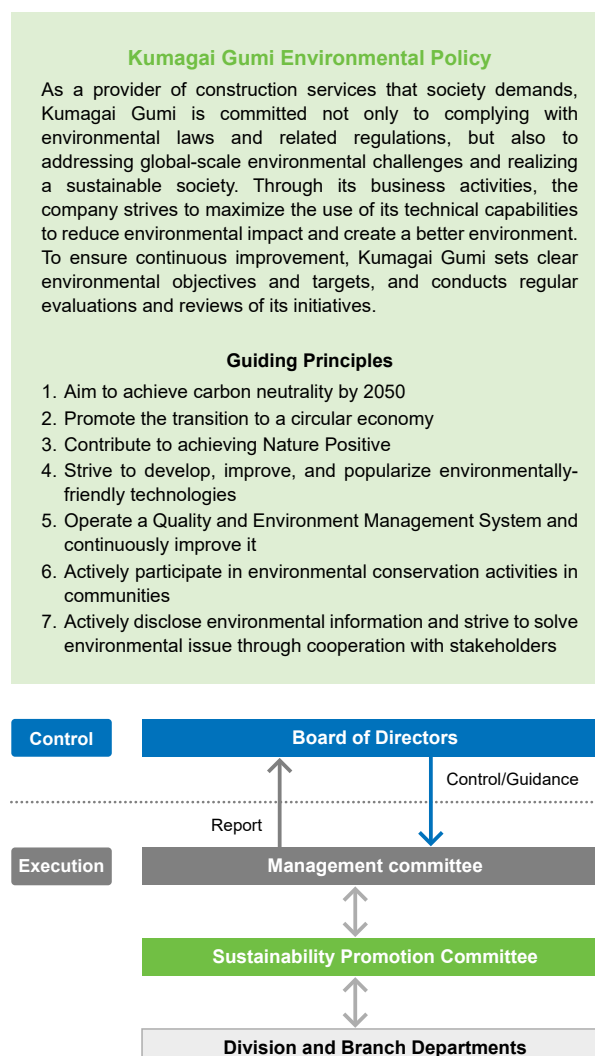 Kumagai Gumi Environmental Policy
As a provider of construction services that society demands,
Kumagai Gumi is committed not only to complying with
environmental laws and related regulations, but also to
addressing global-scale environmental challenges and realizing
a sustainable society. Through its business activities, the
company strives to maximize the use of its technical capabilities
to reduce environmental impact and create a better environment.
To ensure continuous improvement, Kumagai Gumi sets clear
environmental objectives and targets, and conducts regular
evaluations and reviews of its initiatives.
Guiding Principles
1. Aim to achieve carbon neutrality by 2050
2. Promote the transition to a circular economy
3. Contribute to achieving Nature Positive
4. Strive to develop, improve, and popularize environmentally-
friendly technologies
5. Operate a Quality and Environment Management System and
continuously improve it
6. Actively participate in environmental conservation activities in
communities
7. Actively disclose environmental information and strive to solve
environmental issue through cooperation with stakeholders
Control
Board of Directors
Control/Guidance
Report
Execution
Management committee
Sustainability Promotion Committee
Division and Branch Departments